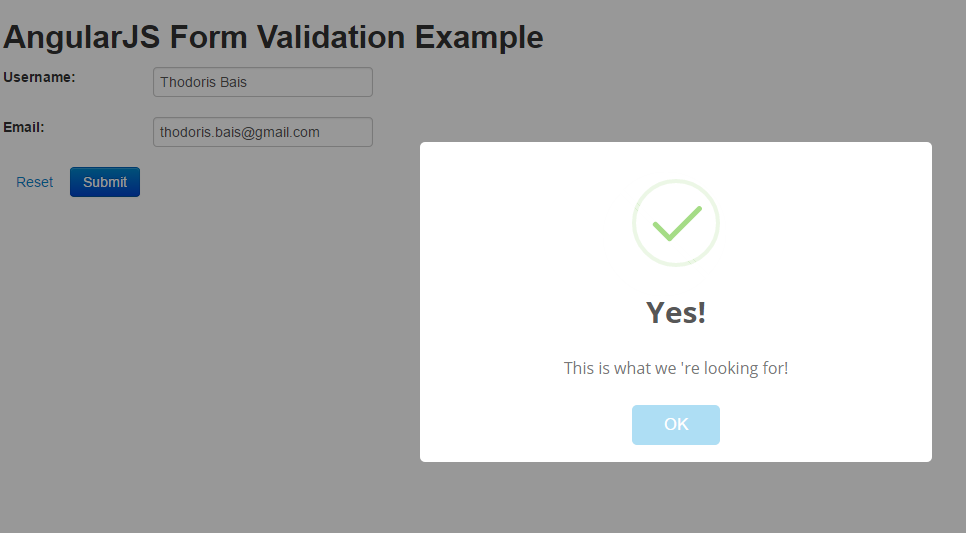 AngularJS Form Validation Example
Username:
Thodoris Bais
Email:
thodoris.bais@gmail.com
Reset
Submit
Yes!
This is what we 're looking for!
OK